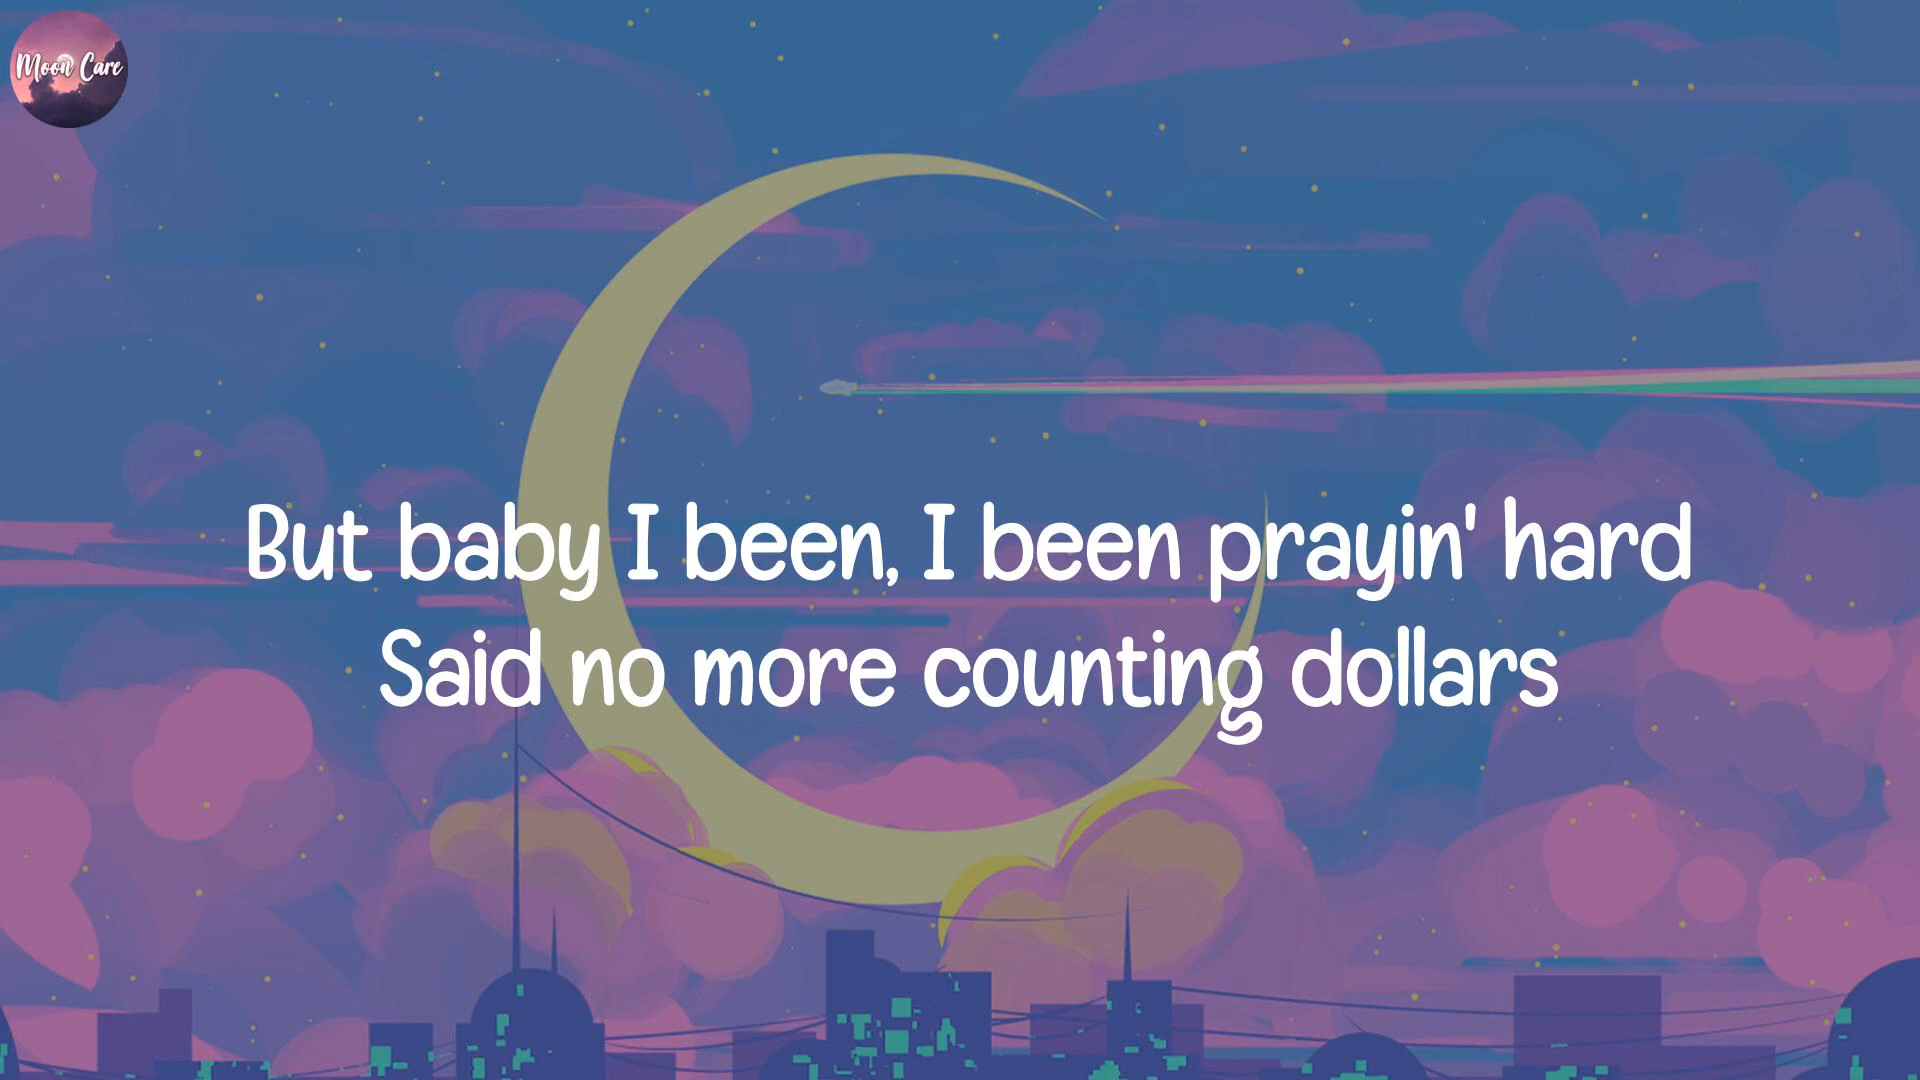 Moon Care
But baby I been, I been prayin' hard
Said no more counting dollars